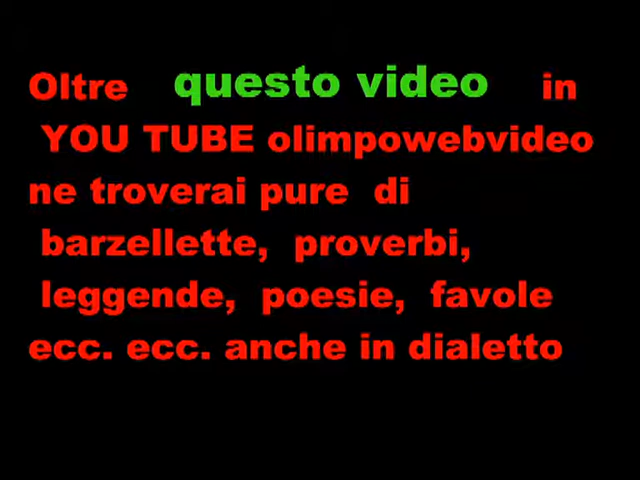 Oltre questo video in
YOU TUBE olimpowebvideo
ne troverai pure di
barzellette, proverbi,
leggende, poesie, favole
ecc. ecc. anche in dialetto